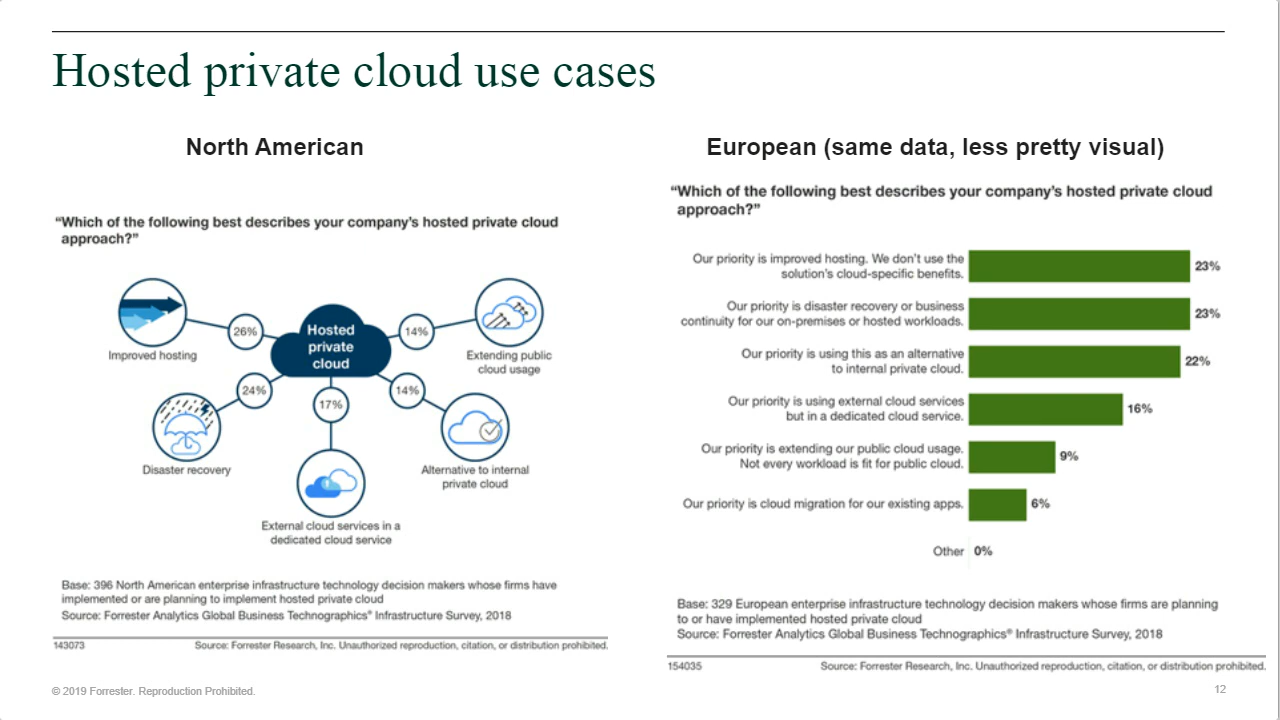 Hosted private cloud use cases
North American
“Which of the following best describes your company’s hosted private cloud
approach?”
Hosted
private
cloud
26%
Improved hosting
14%
Extending public
cloud usage
24%
Disaster recovery
17%
External cloud services in a
dedicated cloud service
14%
Alternative to internal
private cloud
Base: 396 North American enterprise infrastructure technology decision makers whose firms have
implemented or are planning to implement hosted private cloud
Source: Forrester Analytics Global Business Technographics® Infrastructure Survey, 2018
143073 Source: Forrester Research, Inc. Unauthorized reproduction, citation, or distribution prohibited.
European (same data, less pretty visual)
“Which of the following best describes your company’s hosted private cloud
approach?”
Our priority is improved hosting. We don’t use the
solution’s cloud-specific benefits.
23%
Our priority is disaster recovery or business
continuity for our on-premises or hosted workloads.
23%
Our priority is using this as an alternative
to internal private cloud.
22%
Our priority is using external cloud services
but in a dedicated cloud service.
16%
Our priority is extending our public cloud usage.
Not every workload is fit for public cloud.
9%
Our priority is cloud migration for our existing apps.
6%
Other 0%
Base: 329 European enterprise infrastructure technology decision makers whose firms are planning
to or have implemented hosted private cloud
Source: Forrester Analytics Global Business Technographics® Infrastructure Survey, 2018
154035 Source: Forrester Research, Inc. Unauthorized reproduction, citation, or distribution prohibited.
© 2019 Forrester. Reproduction Prohibited.
12